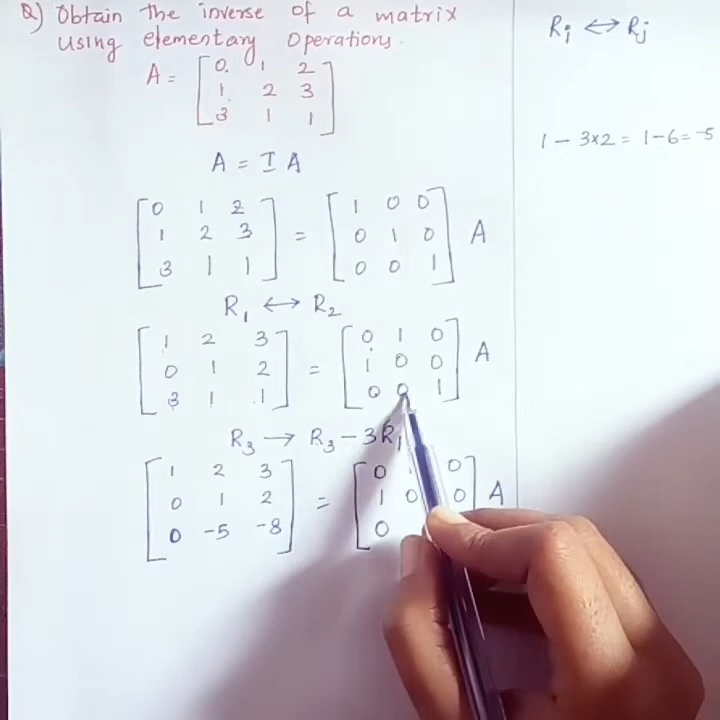 Q) Obtain the inverse of a matrix
using elementary operations.
A = [ 0 1 2
1 2 3
3 1 1 ]
A = I A
[ 0 1 2
1 2 3
3 1 1 ] = [ 1 0 0
0 1 0
0 0 1 ] A
R1 ↔ R2
[ 1 2 3
0 1 2
3 1 1 ] = [ 0 1 0
1 0 0
0 0 1 ] A
R3 → R3 - 3R1
[ 1 2 3
0 1 2
0 -5 -8 ] = [ 0 0
1 0 0
0 A
Ri ↔ Rj
1 - 3×2 = 1-6 = -5